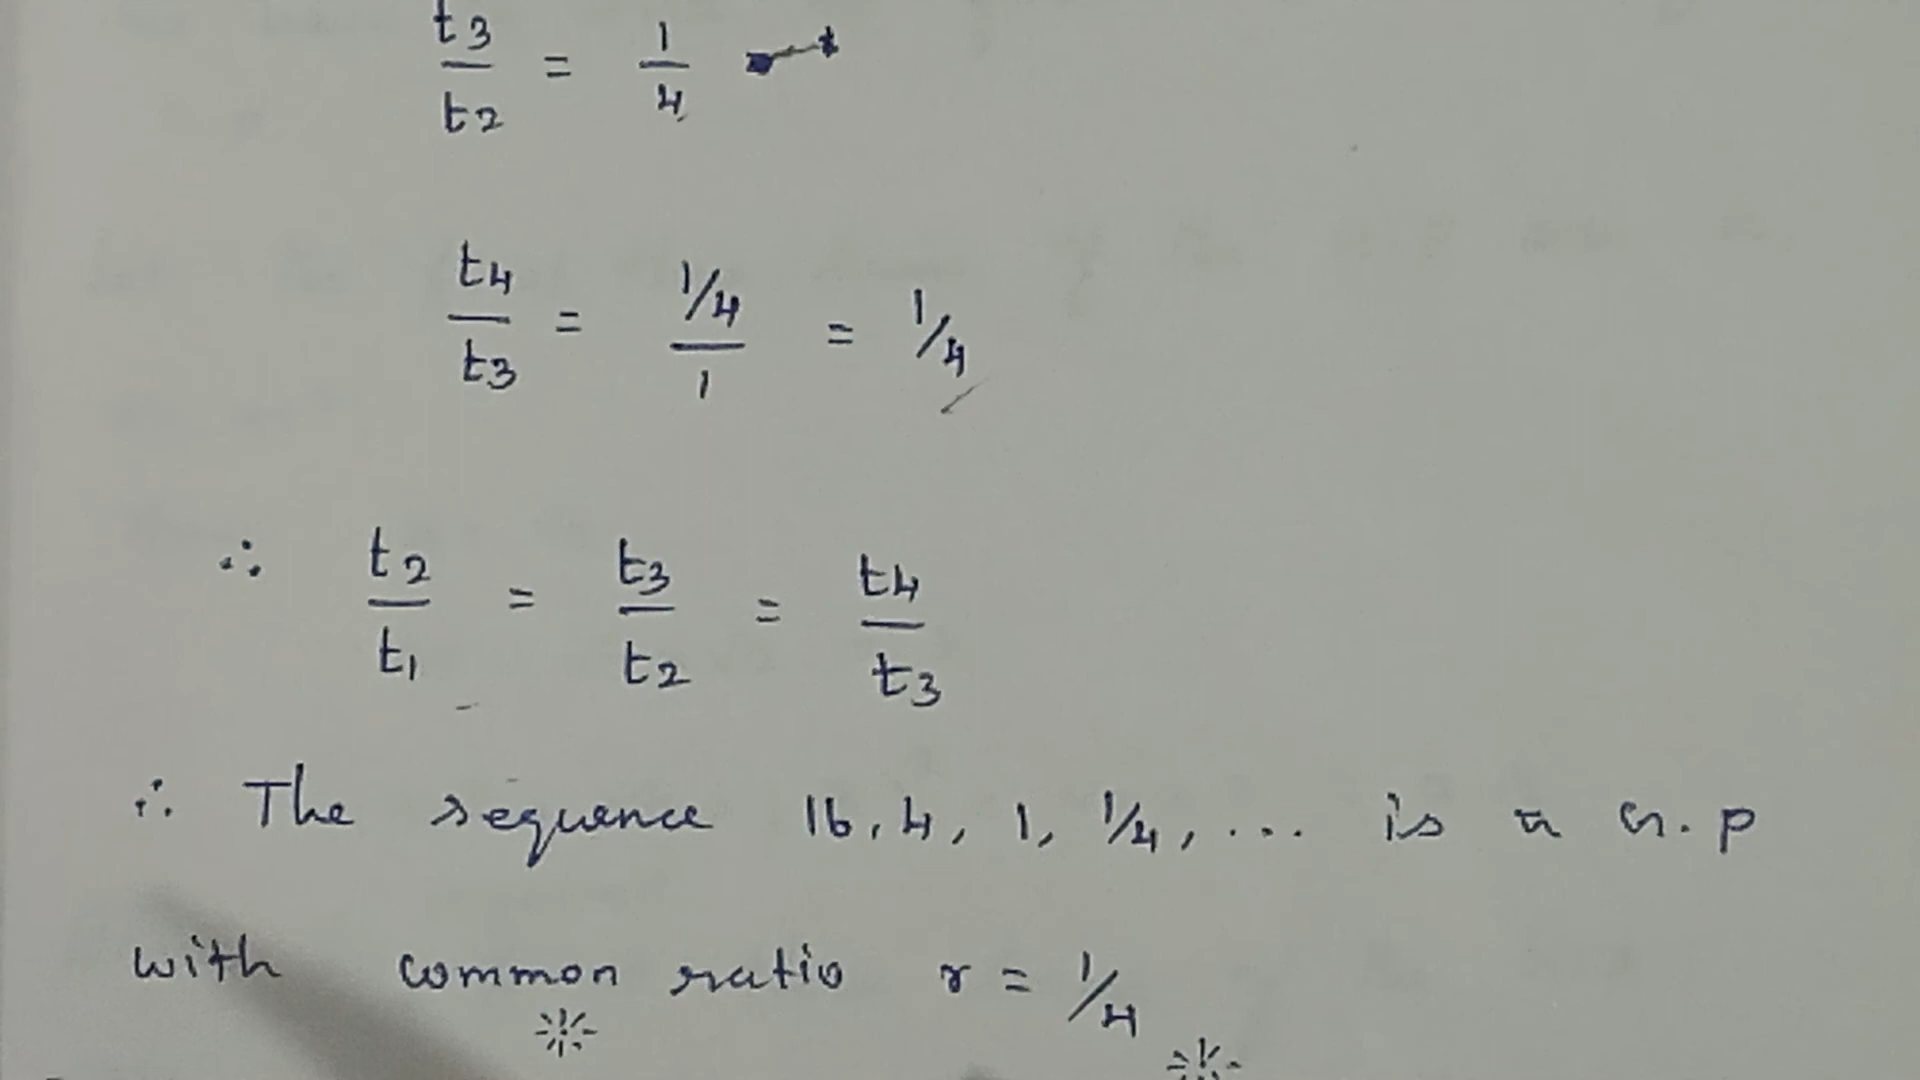 t3/t2 = 1/4
t4/t3 = 1/4/1 = 1/4
∴ t2/t1 = t3/t2 = t4/t3
∴ The sequence 16, 4, 1, 1/4, ... is a G.P
with common ratio r = 1/4